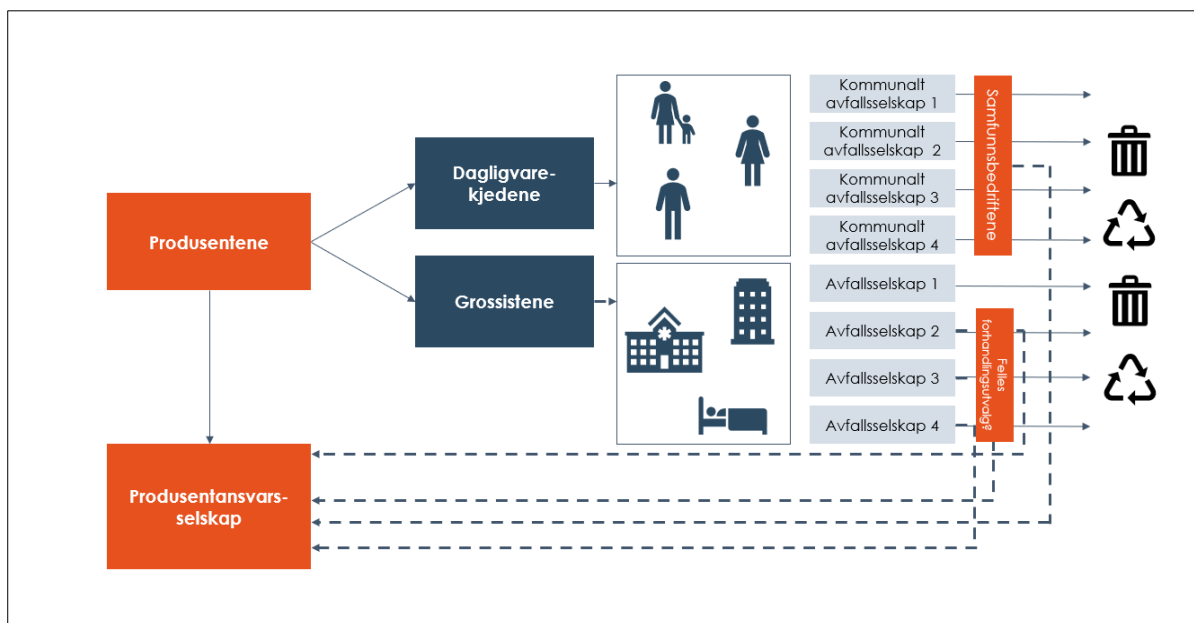 Produsentene
Produsentansvars-
selskap
Dagligvare-
kjedene
Grossistene
Kommunalt
avfallsselskap 1
Kommunalt
avfallsselskap 2
Kommunalt
avfallsselskap 3
Kommunalt
avfallsselskap 4
Avfallsselskap 1
Avfallsselskap 2
Avfallsselskap 3
Avfallsselskap 4
Samfunnsbedriftene
Felles
forhandlingsutvalg?